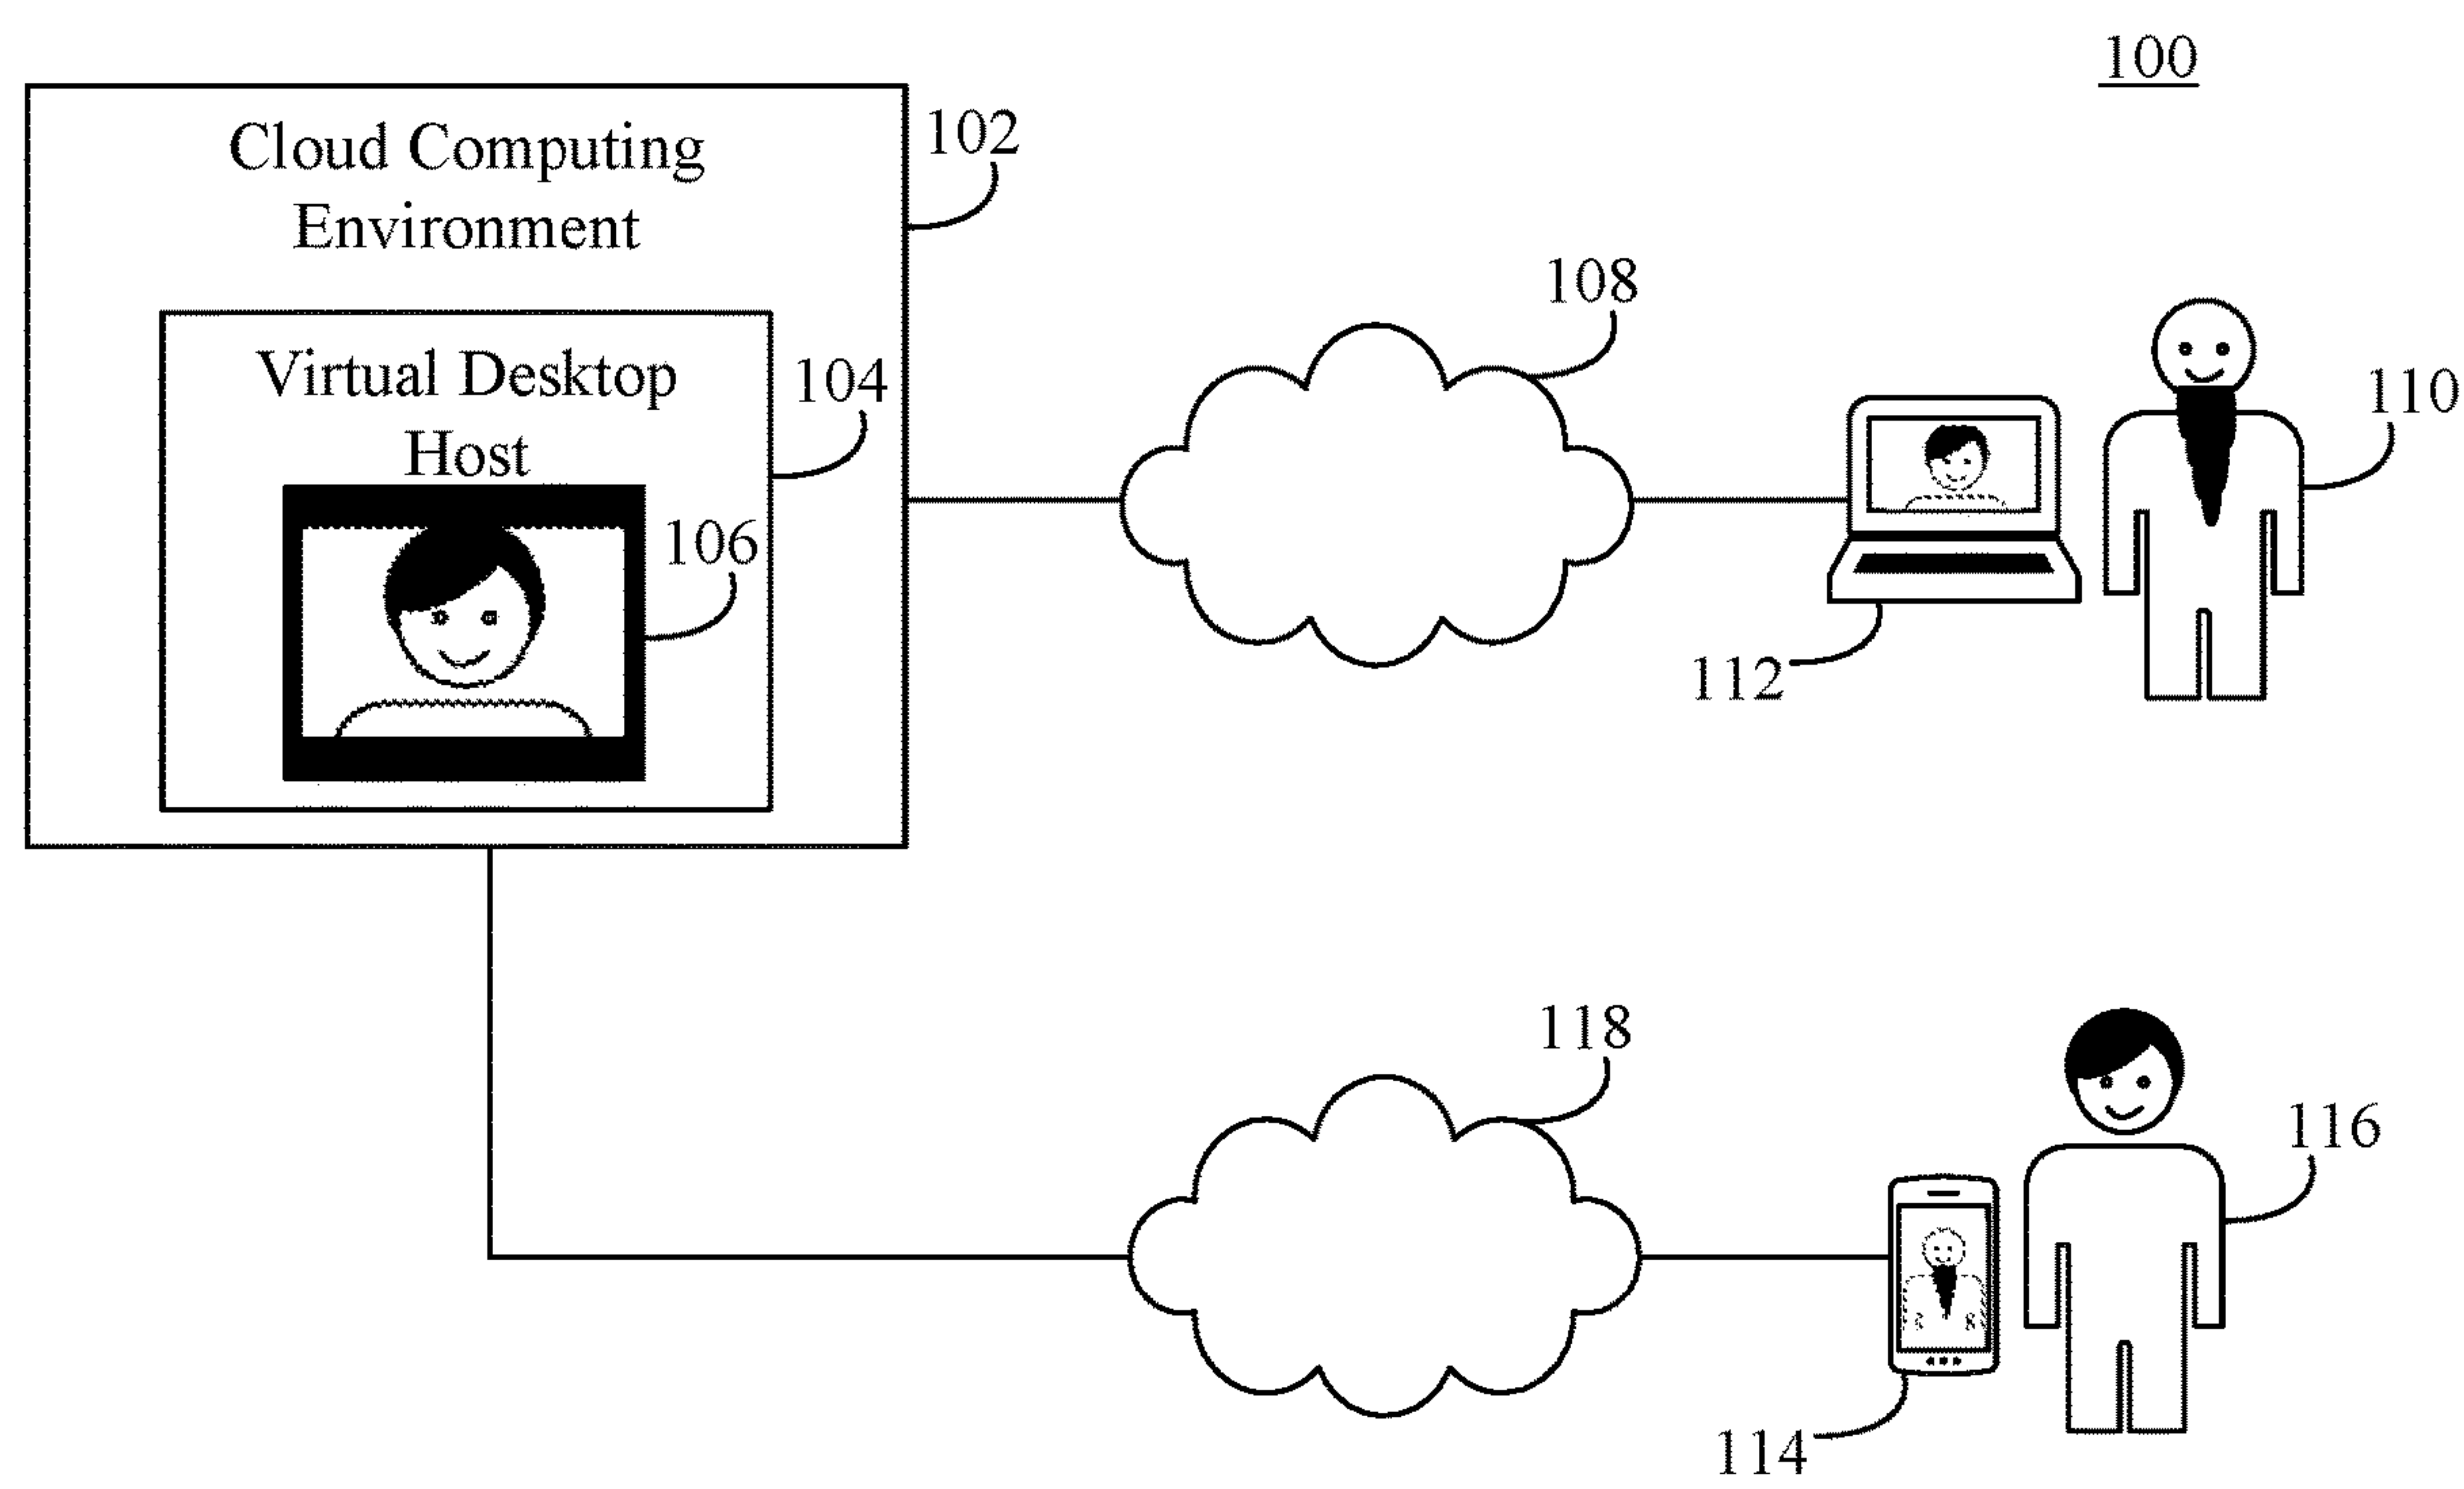 100
Cloud Computing
Environment
102
Virtual Desktop
Host
104
106
108
110
112
118
116
114